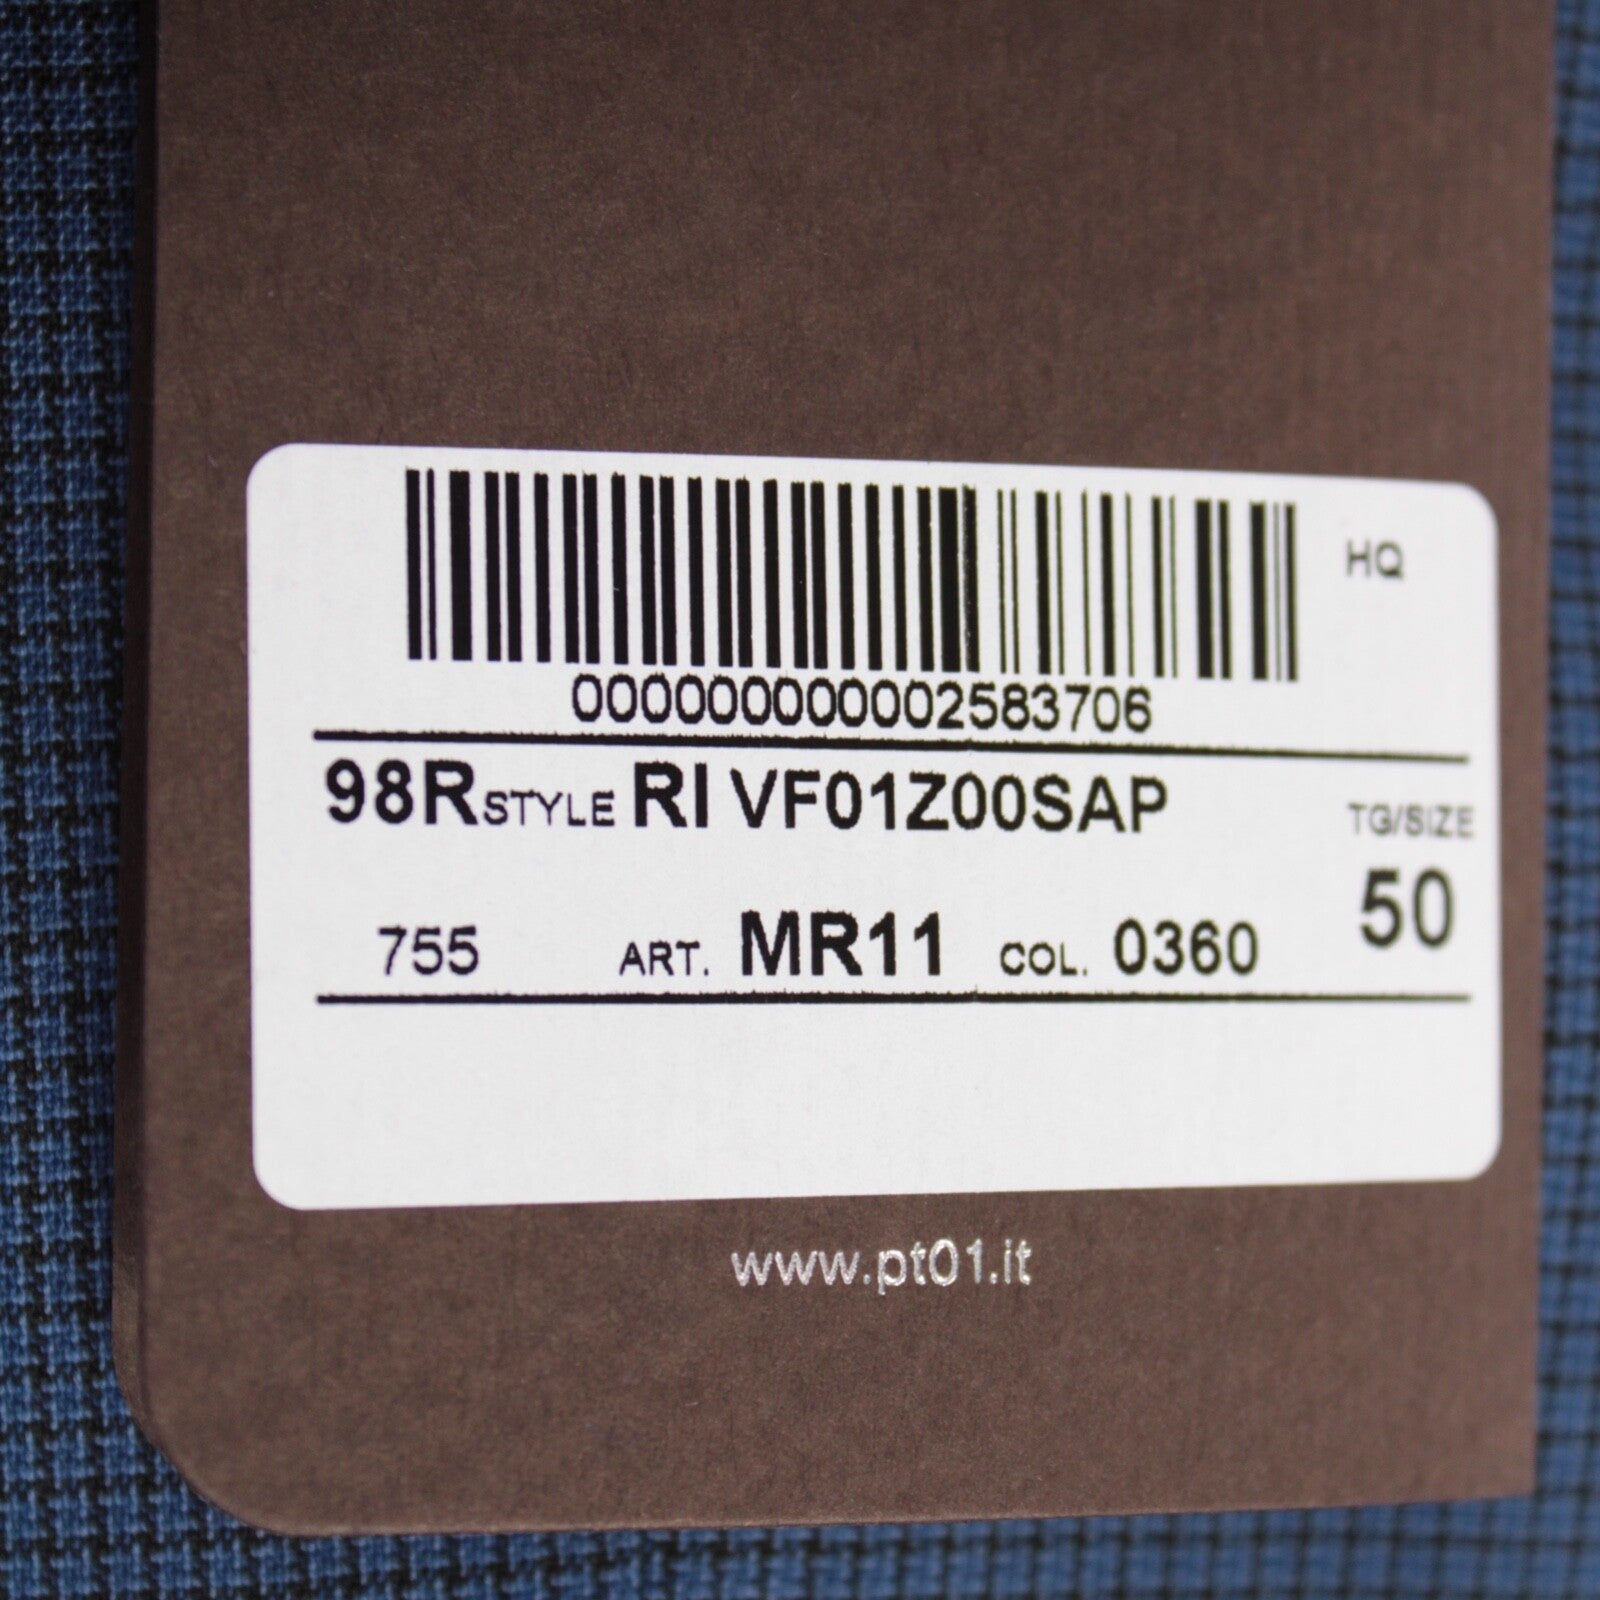 HQ
000000000002583706
98R STYLE RI VF01Z00SAP
TG/SIZE
755 ART. MR11 COL. 0360 50
www.pt01.it